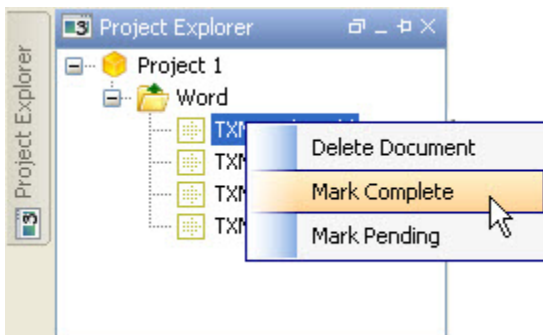 Project Explorer
Project Explorer
Project 1
Word
TXM
Delete Document
TXM
Mark Complete
TXM
Mark Pending
TXM